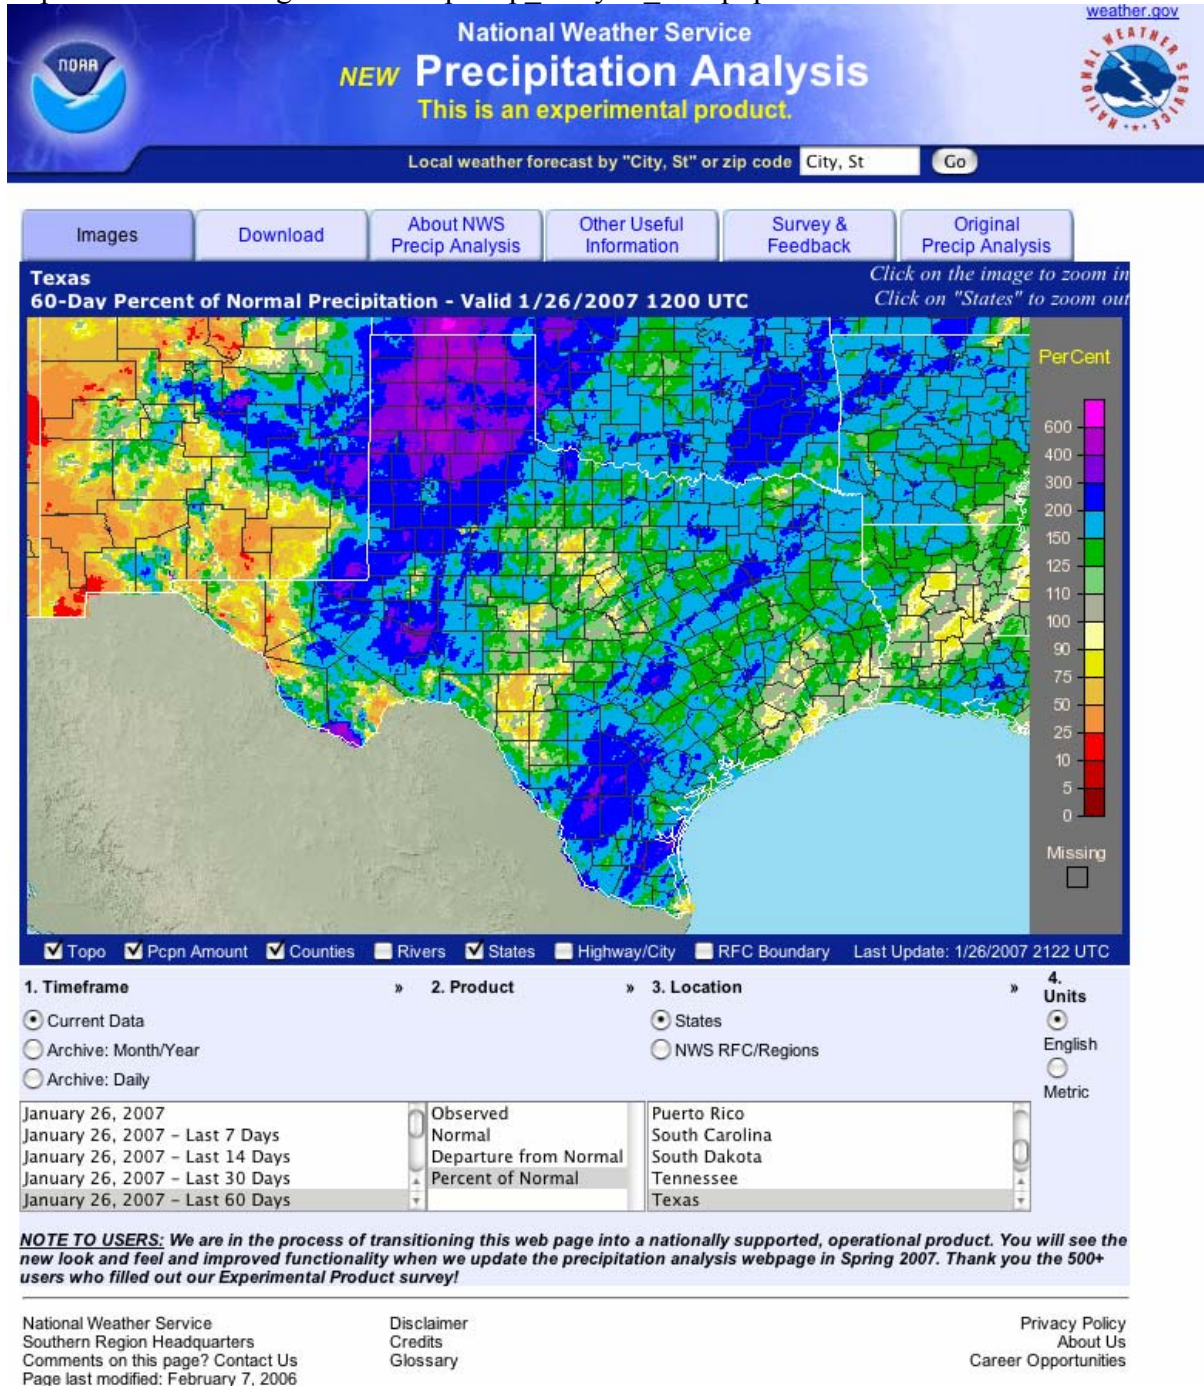 weather.gov
NOAA
National Weather Service
NEW Precipitation Analysis
This is an experimental product.
NATIONAL WEATHER SERVICE
Local weather forecast by "City, St" or zip code City, St Go
Images
Download
About NWS
Precip Analysis
Other Useful
Information
Survey &
Feedback
Original
Precip Analysis
Texas
60-Day Percent of Normal Precipitation - Valid 1/26/2007 1200 UTC
Click on the image to zoom in
Click on "States" to zoom out
PerCent
600
400
300
200
150
125
110
100
90
75
50
25
10
5
0
Missing
Topo Pcpn Amount Counties Rivers States Highway/City RFC Boundary Last Update: 1/26/2007 2122 UTC
1. Timeframe » 2. Product » 3. Location » 4.
Units
Current Data
Archive: Month/Year
Archive: Daily
States
NWS RFC/Regions
English
Metric
January 26, 2007
January 26, 2007 – Last 7 Days
January 26, 2007 – Last 14 Days
January 26, 2007 – Last 30 Days
January 26, 2007 – Last 60 Days
Observed
Normal
Departure from Normal
Percent of Normal
Puerto Rico
South Carolina
South Dakota
Tennessee
Texas
NOTE TO USERS: We are in the process of transitioning this web page into a nationally supported, operational product. You will see the
new look and feel and improved functionality when we update the precipitation analysis webpage in Spring 2007. Thank you the 500+
users who filled out our Experimental Product survey!
National Weather Service
Southern Region Headquarters
Comments on this page? Contact Us
Page last modified: February 7, 2006
Disclaimer
Credits
Glossary
Privacy Policy
About Us
Career Opportunities